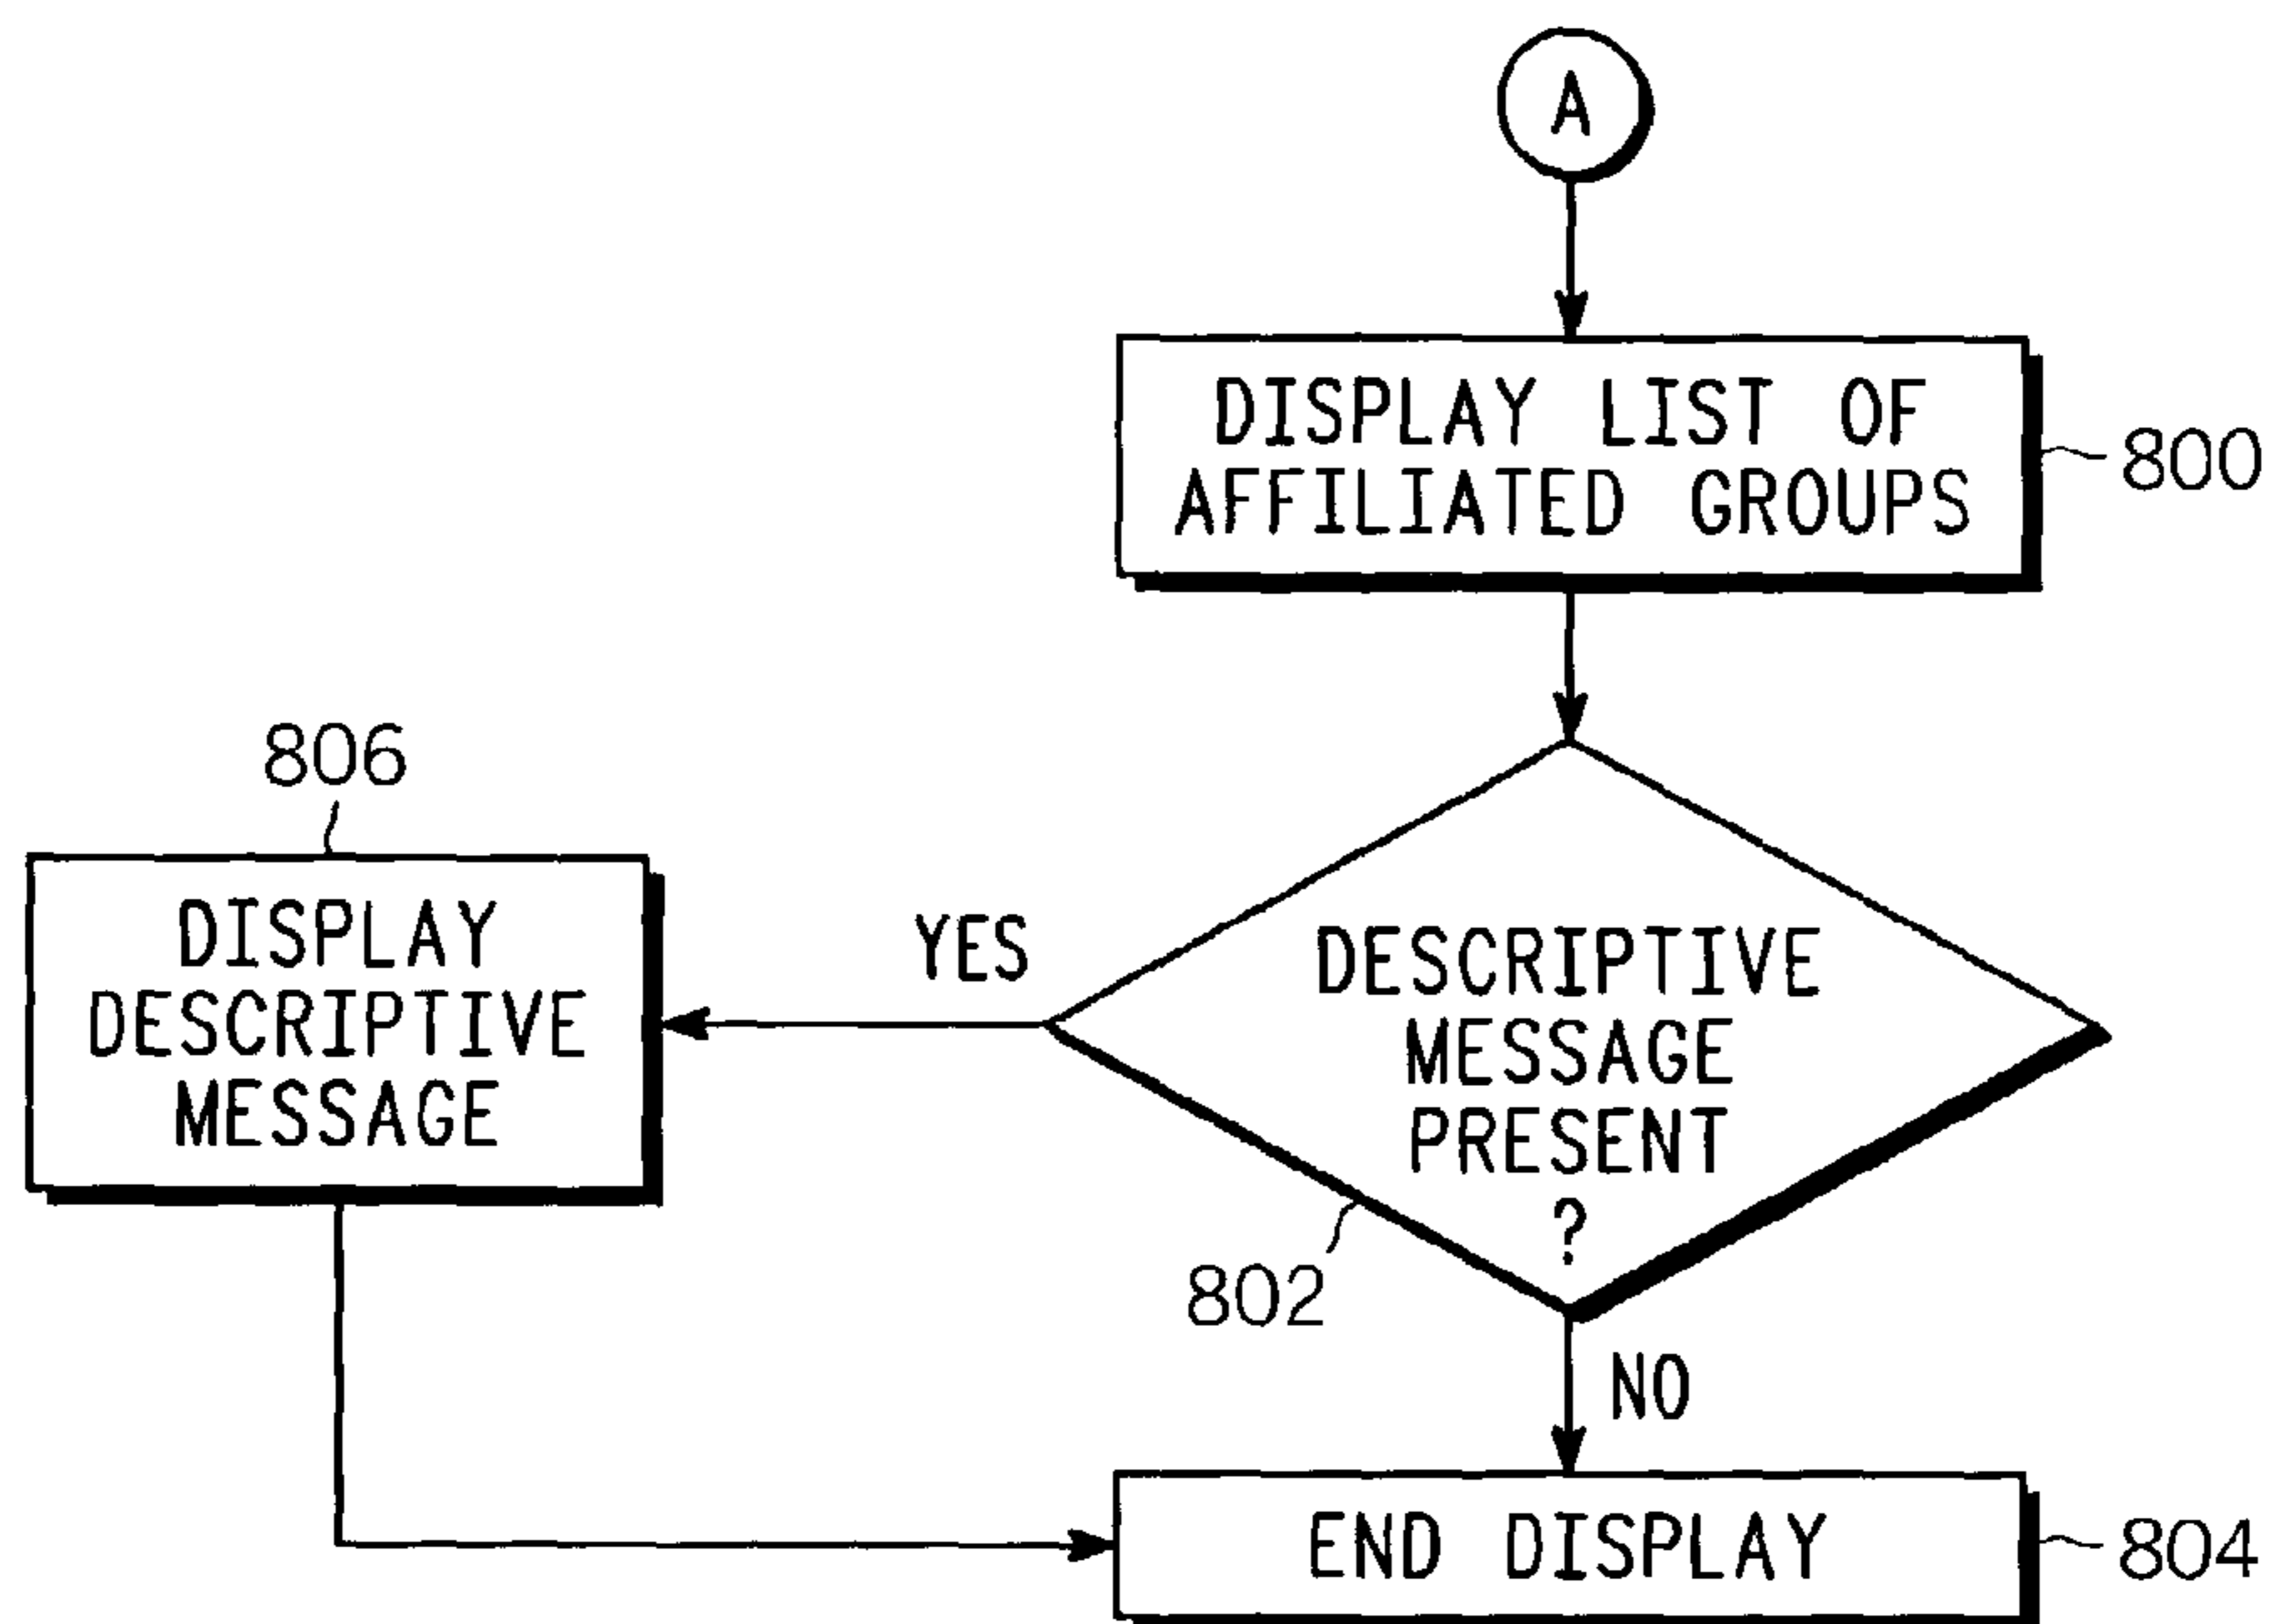 A
DISPLAY LIST OF
AFFILIATED GROUPS
800
806
DISPLAY
DESCRIPTIVE
MESSAGE
YES
DESCRIPTIVE
MESSAGE
PRESENT
?
802
NO
END DISPLAY
804